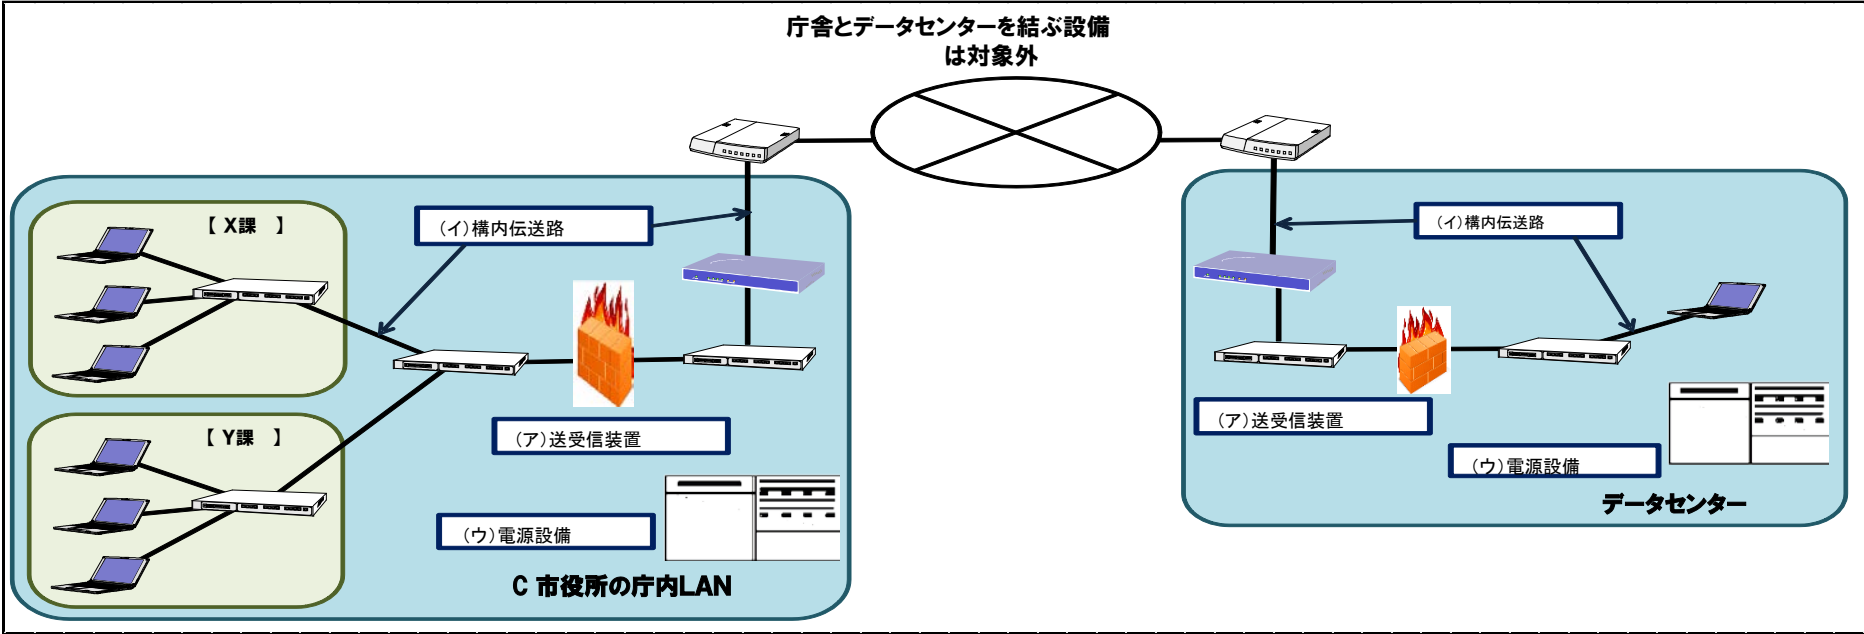 庁舎とデータセンターを結ぶ設備
は対象外
【 X課 】
(イ)構内伝送路
(ア)送受信装置
【 Y課 】
(ウ)電源設備
C 市役所の庁内LAN
(イ)構内伝送路
(ア)送受信装置
(ウ)電源設備
データセンター